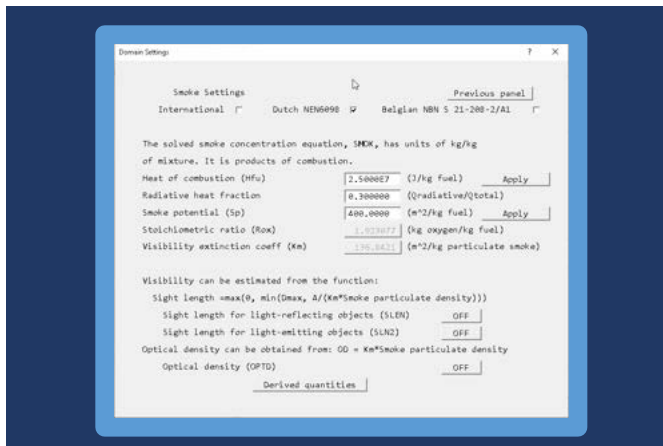 Domain Settings ? X
Smoke Settings Previous panel
International Dutch NEN6098 Belgian NBN S 21-208-2/A1
The solved smoke concentration equation, SMOK, has units of kg/kg
of mixture. It is products of combustion.
Heat of combustion (Hfu) 2.5000E7 (J/kg fuel) Apply
Radiative heat fraction 0.300000 (Qradiative/Qtotal)
Smoke potential (Sp) 400.0000 (m^2/kg fuel) Apply
Stoichiometric ratio (Rox) 1.923077 (kg oxygen/kg fuel)
Visibility extinction coeff (Km) 136.8421 (m^2/kg particulate smoke)
Visibility can be estimated from the function:
Sight length =max(0, min(Dmax, A/(Km*Smoke particulate density)))
Sight length for light-reflecting objects (SLEN) OFF
Sight length for light-emitting objects (SLN2) OFF
Optical density can be obtained from: OD = Km*Smoke particulate density
Optical density (OPTD) OFF
Derived quantities